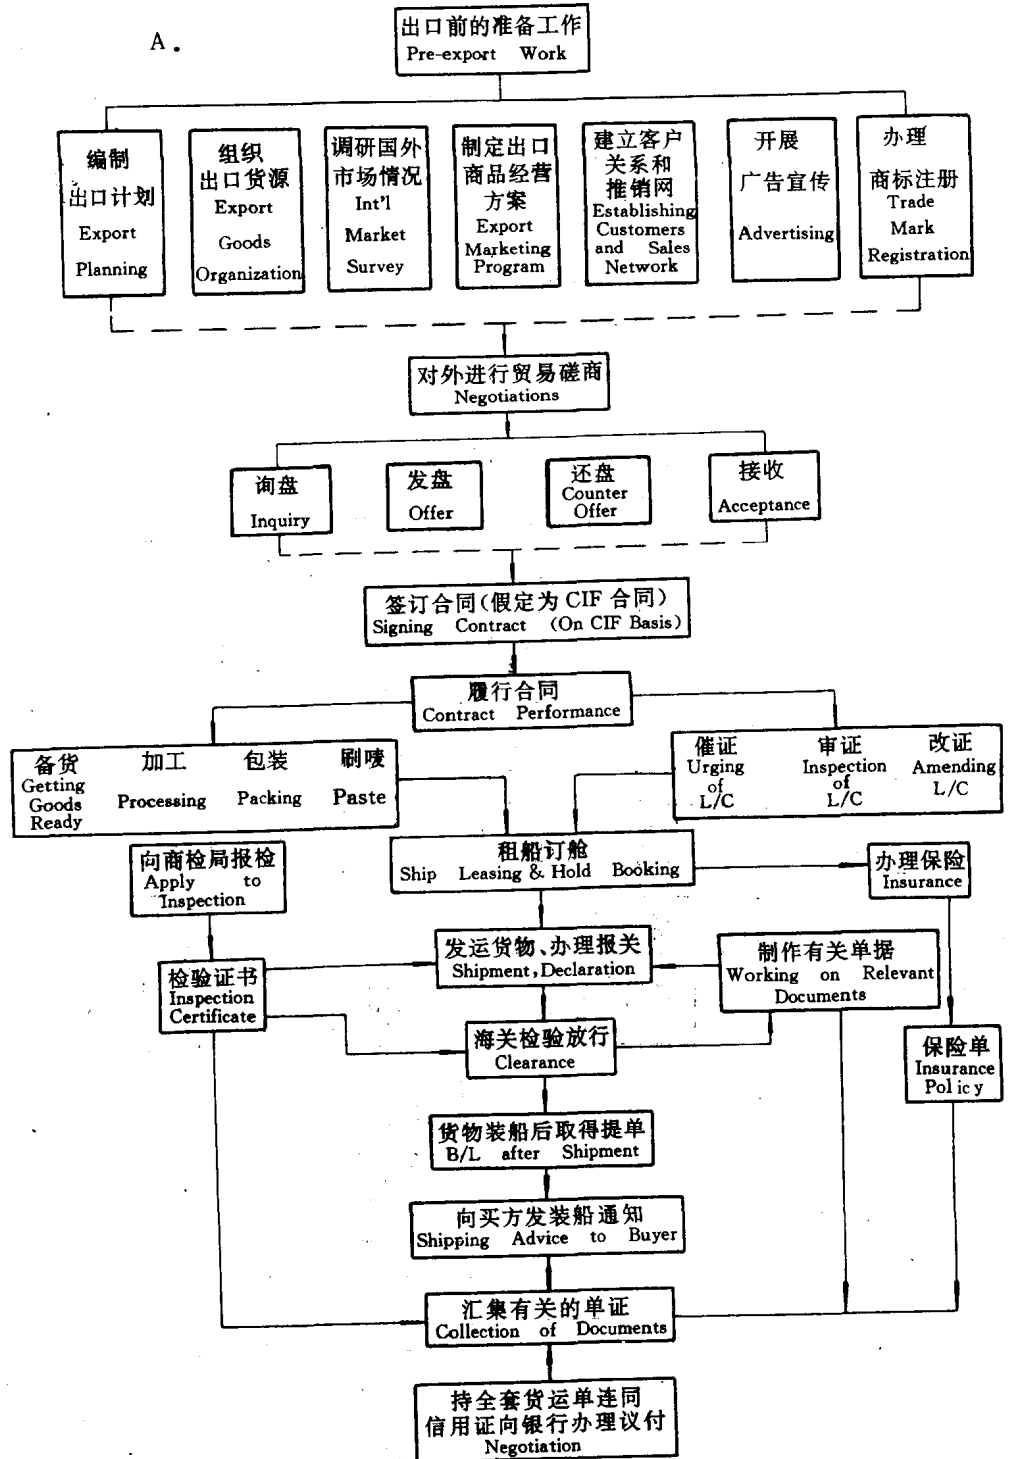 A.
出口前的准备工作
Pre-export Work
编制
出口计划
Export
Planning
组织
出口货源
Export
Goods
Organization
调研国外
市场情况
Int'l
Market
Survey
制定出口
商品经营
方案
Export
Marketing
Program
建立客户
关系和
推销网
Establishing
Customers
and Sales
Network
开展
广告宣传
Advertising
办理
商标注册
Trade
Mark
Registration
对外进行贸易磋商
Negotiations
询盘
Inquiry
发盘
Offer
还盘
Counter
Offer
接收
Acceptance
签订合同(假定为 CIF 合同)
Signing Contract (On CIF Basis)
履行合同
Contract Performance
备货
Getting
Goods
Ready
加工
Processing
包装
Packing
刷唛
Paste
催证
Urging
of
L/C
审证
Inspection
of
L/C
改证
Amending
L/C
向商检局报检
Apply to
Inspection
租船订舱
Ship Leasing & Hold Booking
办理保险
Insurance
检验证书
Inspection
Certificate
发运货物、办理报关
Shipment, Declaration
制作有关单据
Working on Relevant
Documents
海关检验放行
Clearance
保险单
Insurance
Policy
货物装船后取得提单
B/L after Shipment
向买方发装船通知
Shipping Advice to Buyer
汇集有关的单证
Collection of Documents
持全套货运单连同
信用证向银行办理议付
Negotiation